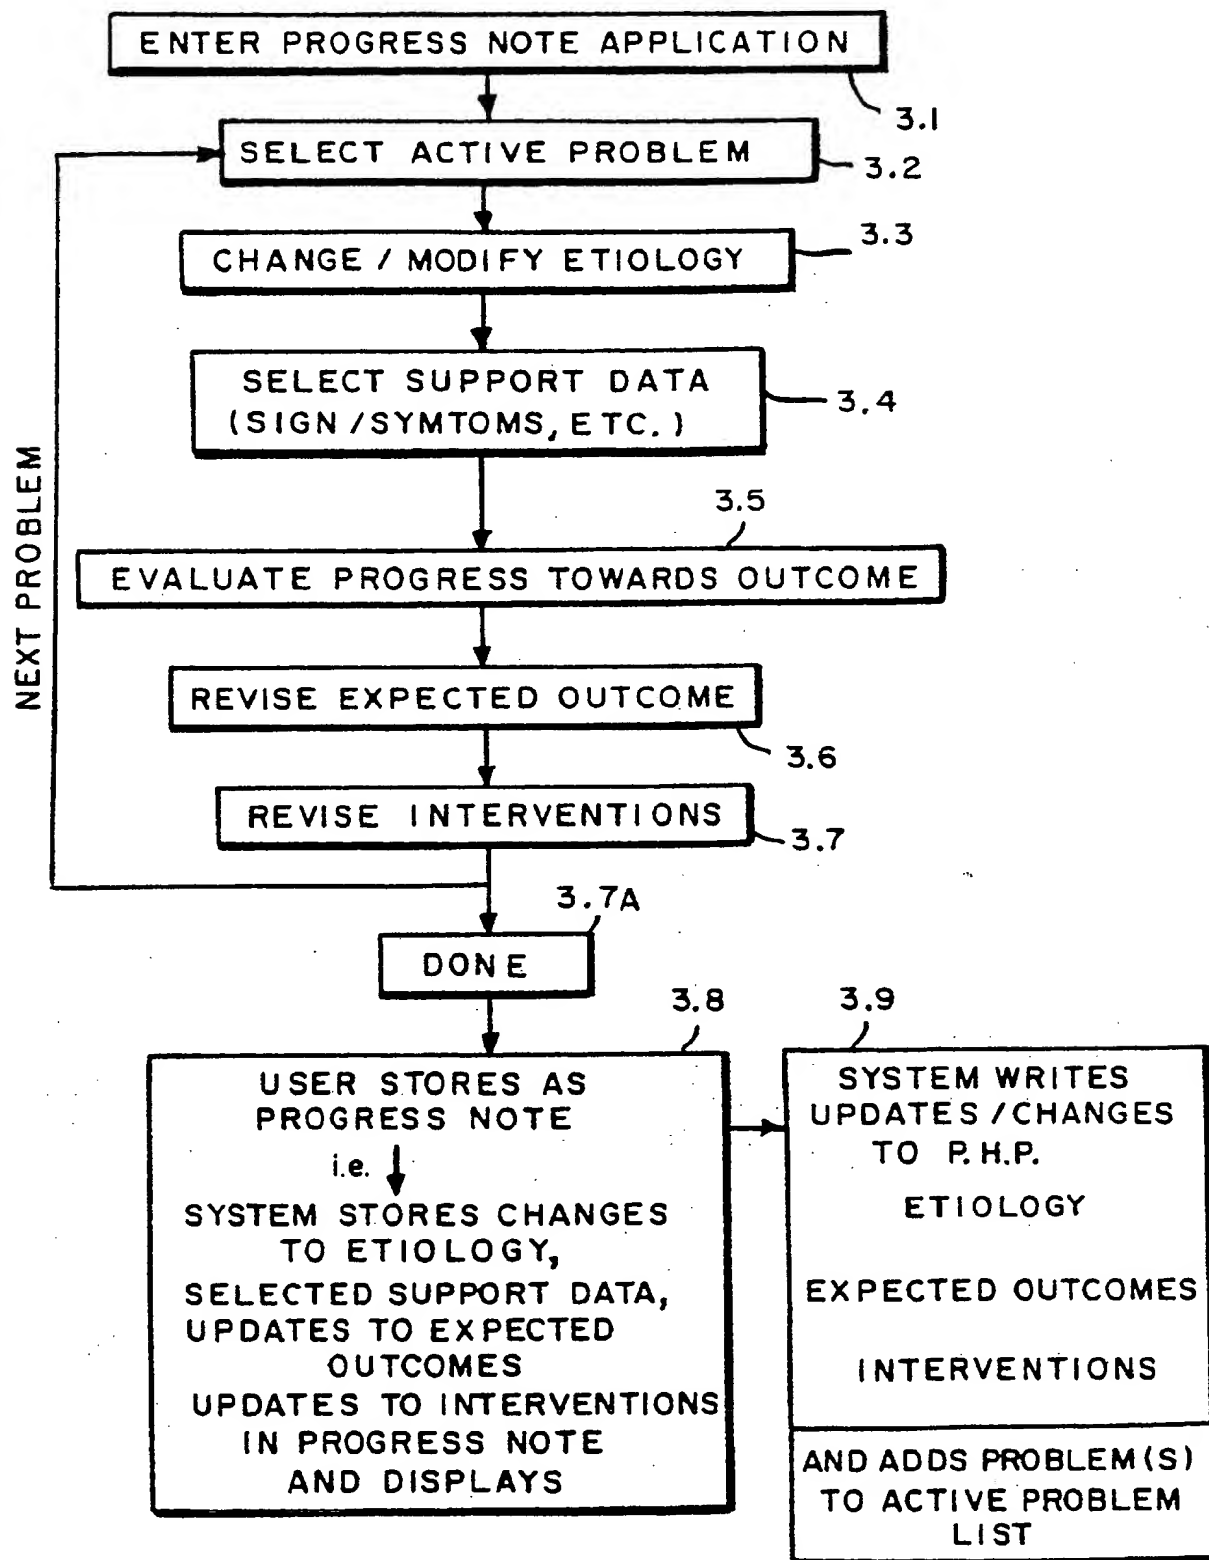 ENTER PROGRESS NOTE APPLICATION
3.1
SELECT ACTIVE PROBLEM
3.2
CHANGE / MODIFY ETIOLOGY
3.3
SELECT SUPPORT DATA
(SIGN/SYMTOMS, ETC.)
3.4
NEXT PROBLEM
3.5
EVALUATE PROGRESS TOWARDS OUTCOME
REVISE EXPECTED OUTCOME
3.6
REVISE INTERVENTIONS
3.7
3.7A
DONE
3.8
USER STORES AS
PROGRESS NOTE
i.e.
SYSTEM STORES CHANGES
TO ETIOLOGY,
SELECTED SUPPORT DATA,
UPDATES TO EXPECTED
OUTCOMES
UPDATES TO INTERVENTIONS
IN PROGRESS NOTE
AND DISPLAYS
3.9
SYSTEM WRITES
UPDATES/CHANGES
TO P.H.P.
ETIOLOGY
EXPECTED OUTCOMES
INTERVENTIONS
AND ADDS PROBLEM(S)
TO ACTIVE PROBLEM
LIST